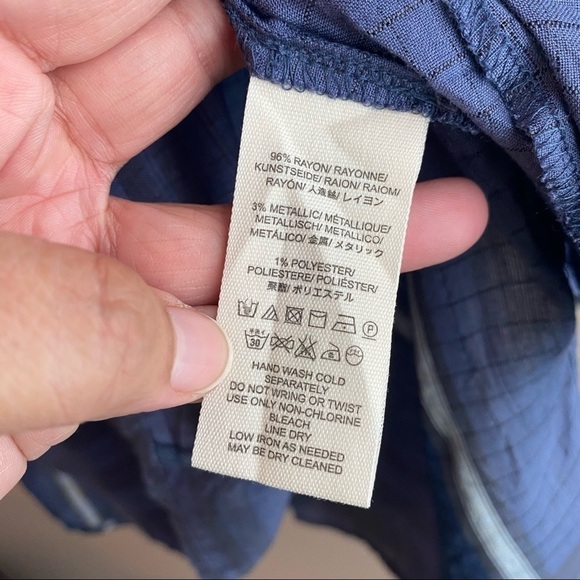 96% RAYON/ RAYONNE/
KUNSTSEIDE/ RAION/ RAIOM/
RAYÓN/ 人造絲/ レイヨン
3% METALLIC/ MÉTALLIQUE/
METALLISCH/ METALLICO/
METÁLICO/ 金属/ メタリック
1% POLYESTER/
POLIESTERE/ POLIÉSTER/
聚酯/ ポリエステル
P
30
HAND WASH COLD
SEPARATELY
DO NOT WRING OR TWIST
USE ONLY NON-CHLORINE
BLEACH
LINE DRY
LOW IRON AS NEEDED
MAY BE DRY CLEANED